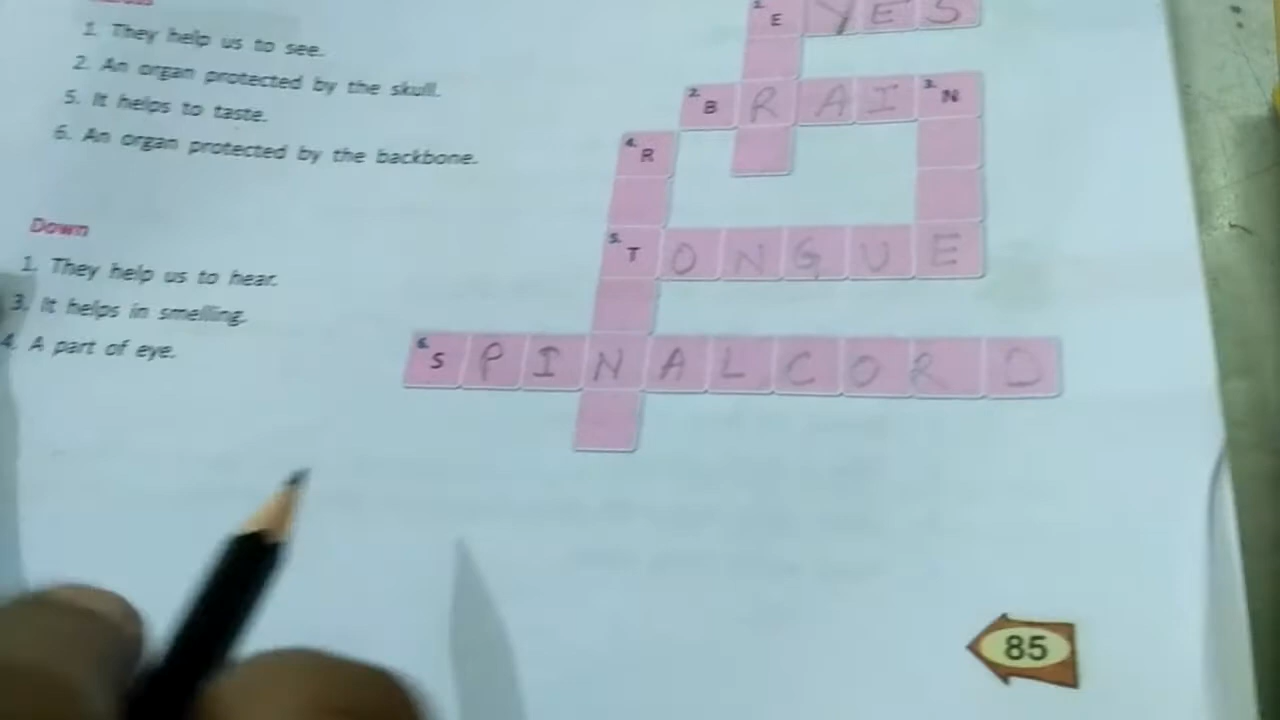 1. They help us to see.
2. An organ protected by the skull.
5. It helps to taste.
6. An organ protected by the backbone.
Down
1. They help us to hear.
3. It helps in smelling.
4. A part of eye.
1. E Y E S
2. B R A I 3. N
4. R
5. T O N G U E
6. S P I N A L C O R D
85